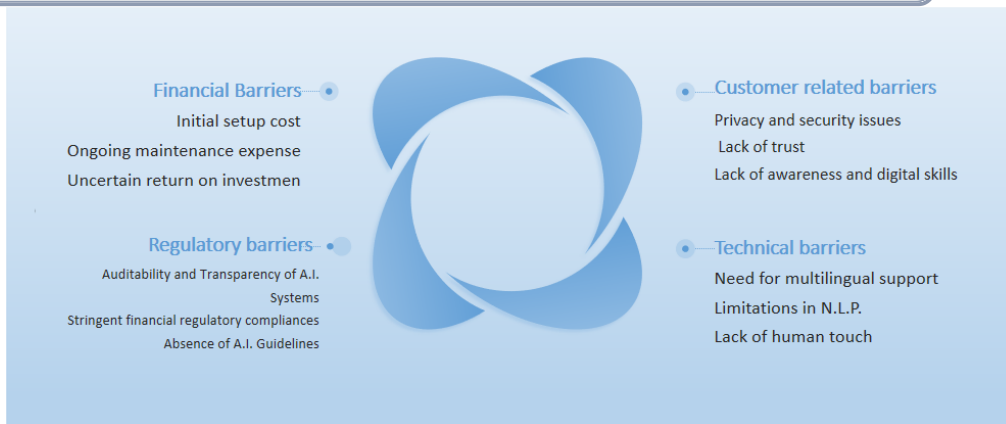 Financial Barriers
Initial setup cost
Ongoing maintenance expense
Uncertain return on investmen
Customer related barriers
Privacy and security issues
Lack of trust
Lack of awareness and digital skills
Regulatory barriers
Auditability and Transparency of A.I.
Systems
Stringent financial regulatory compliances
Absence of A.I. Guidelines
Technical barriers
Need for multilingual support
Limitations in N.L.P.
Lack of human touch